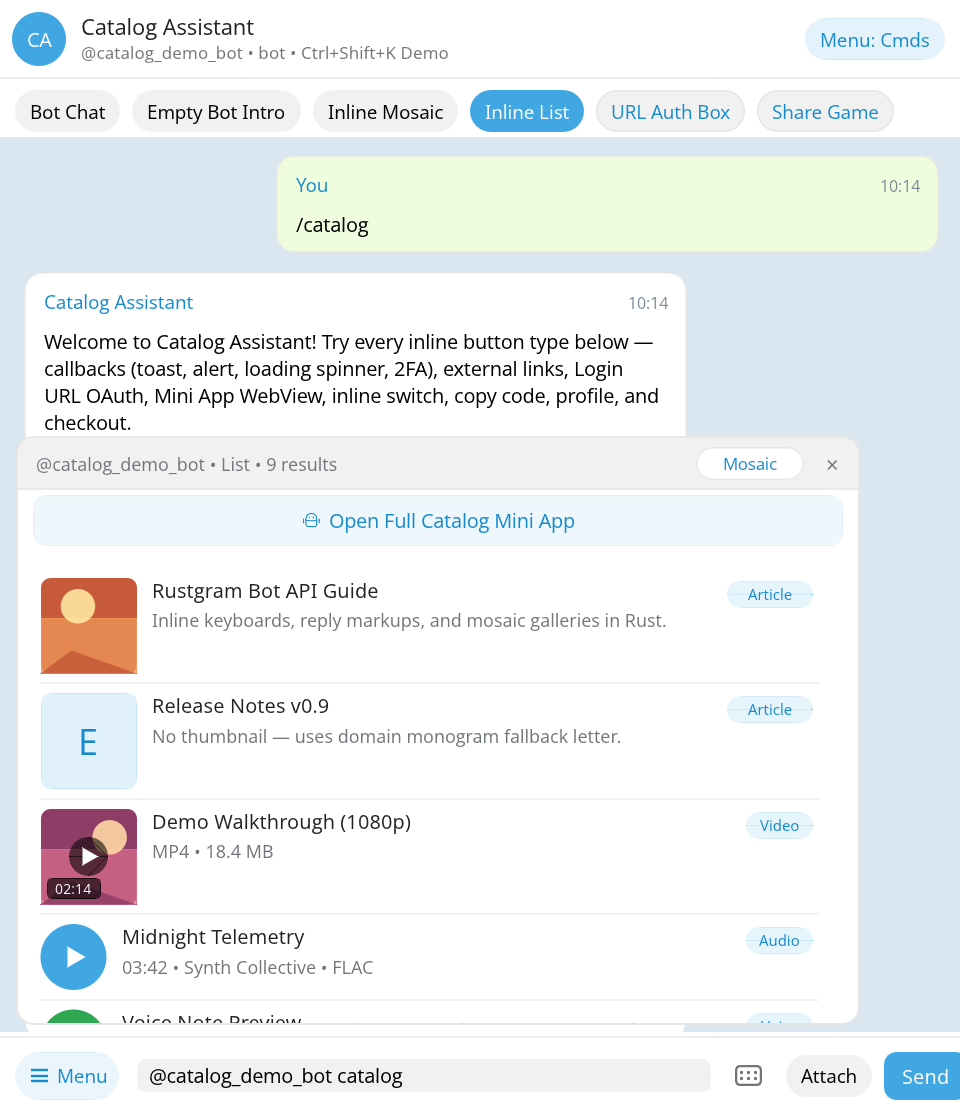 CA
Catalog Assistant
@catalog_demo_bot • bot • Ctrl+Shift+K Demo
Menu: Cmds
Bot Chat
Empty Bot Intro
Inline Mosaic
Inline List
URL Auth Box
Share Game
You
10:14
/catalog
Catalog Assistant
10:14
Welcome to Catalog Assistant! Try every inline button type below —
callbacks (toast, alert, loading spinner, 2FA), external links, Login
URL OAuth, Mini App WebView, inline switch, copy code, profile, and
checkout.
@catalog_demo_bot • List • 9 results
Mosaic
×
Open Full Catalog Mini App
Rustgram Bot API Guide
Article
Inline keyboards, reply markups, and mosaic galleries in Rust.
E
Release Notes v0.9
Article
No thumbnail — uses domain monogram fallback letter.
Demo Walkthrough (1080p)
Video
MP4 • 18.4 MB
02:14
Midnight Telemetry
Audio
03:42 • Synth Collective • FLAC
Voice Note Preview
Menu
@catalog_demo_bot catalog
Attach
Send